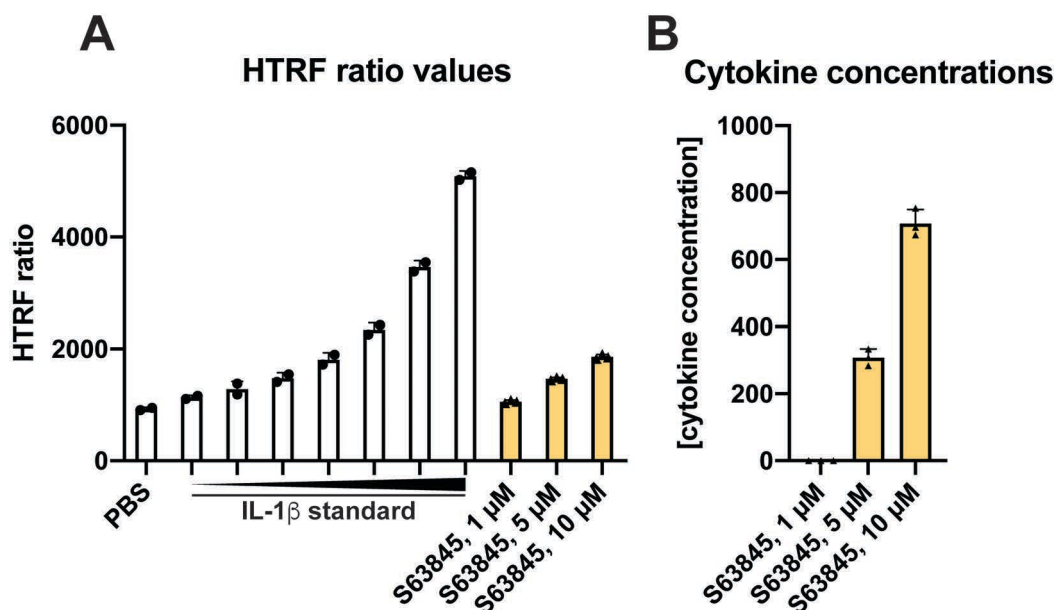 A
HTRF ratio values
HTRF ratio
6000
4000
2000
0
PBS
IL-1β standard
S63845, 1 µM
S63845, 5 µM
S63845, 10 µM
B
Cytokine concentrations
[cytokine concentration]
1000
800
600
400
200
0
S63845, 1 µM
S63845, 5 µM
S63845, 10 µM